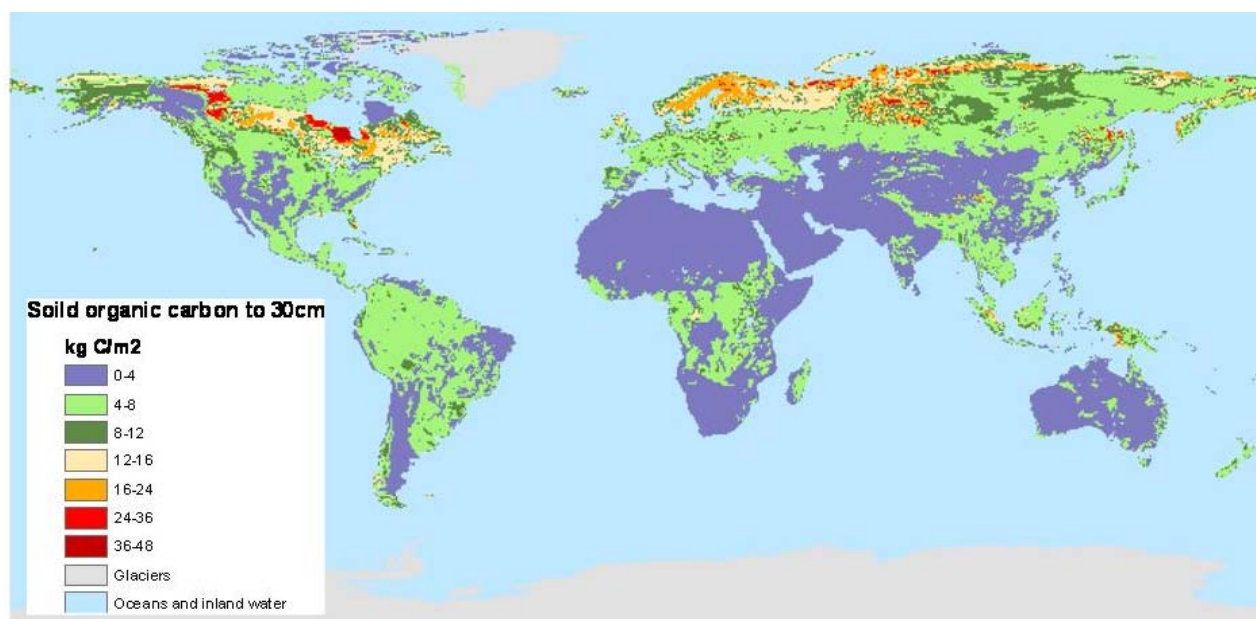 Soild organic carbon to 30cm
kg C/m2
0-4
4-8
8-12
12-16
16-24
24-36
36-48
Glaciers
Oceans and inland water